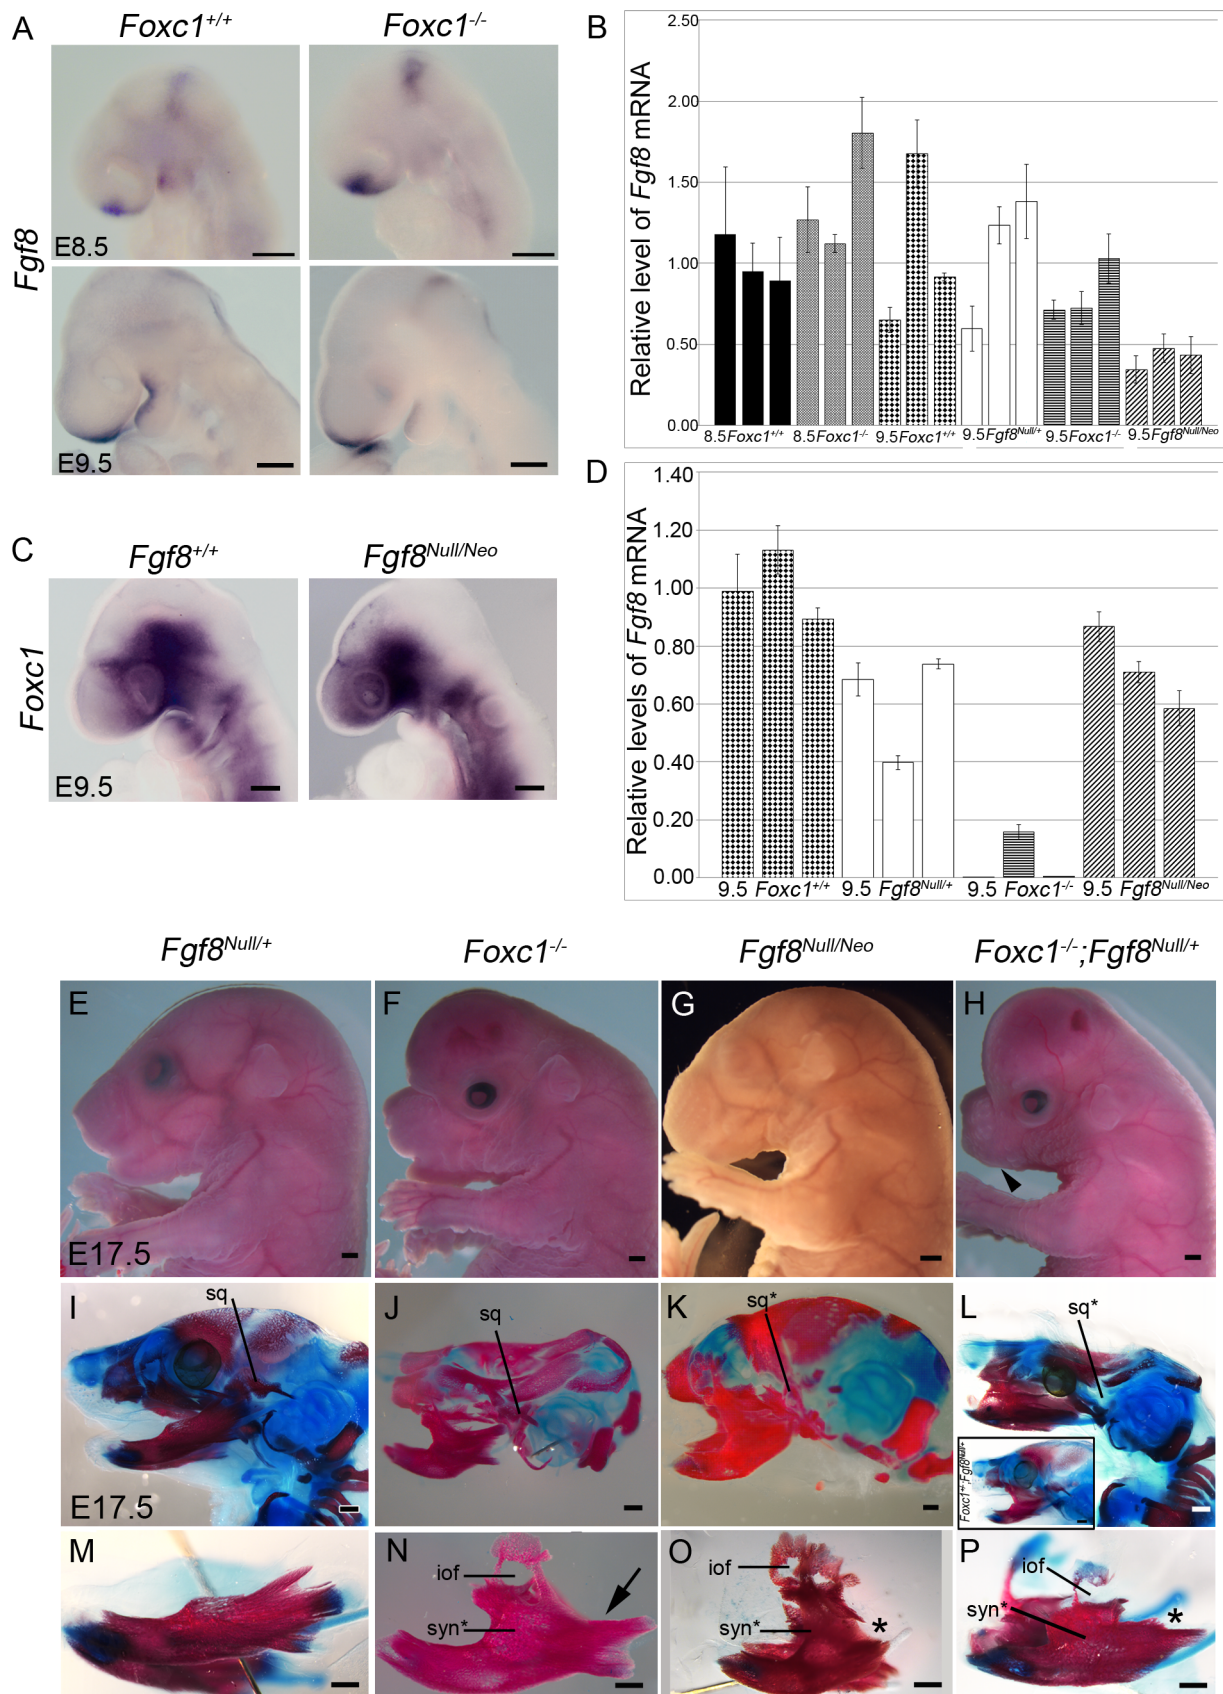 A
Foxc1+/+
Foxc1-/-
Fgf8
E8.5
E9.5
B
Relative level of Fgf8 mRNA
2.50
2.00
1.50
1.00
0.50
0.00
8.5Foxc1+/+
8.5Foxc1-/-
9.5Foxc1+/+
9.5Fgf8Null/+
9.5Foxc1-/-
9.5Fgf8Null/Neo
C
Fgf8+/+
Fgf8Null/Neo
Foxc1
E9.5
D
Relative levels of Fgf8 mRNA
1.40
1.20
1.00
0.80
0.60
0.40
0.20
0.00
9.5 Foxc1+/+
9.5 Fgf8Null/+
9.5 Foxc1-/-
9.5 Fgf8Null/Neo
Fgf8Null/+
Foxc1-/-
Fgf8Null/Neo
Foxc1-/-;Fgf8Null/+
E
F
G
H
E17.5
I
sq
J
sq
K
sq*
L
sq*
Foxc1+/-;Fgf8Null/+
E17.5
M
N
iof
syn*
O
iof
syn*
*
P
iof
syn*
*